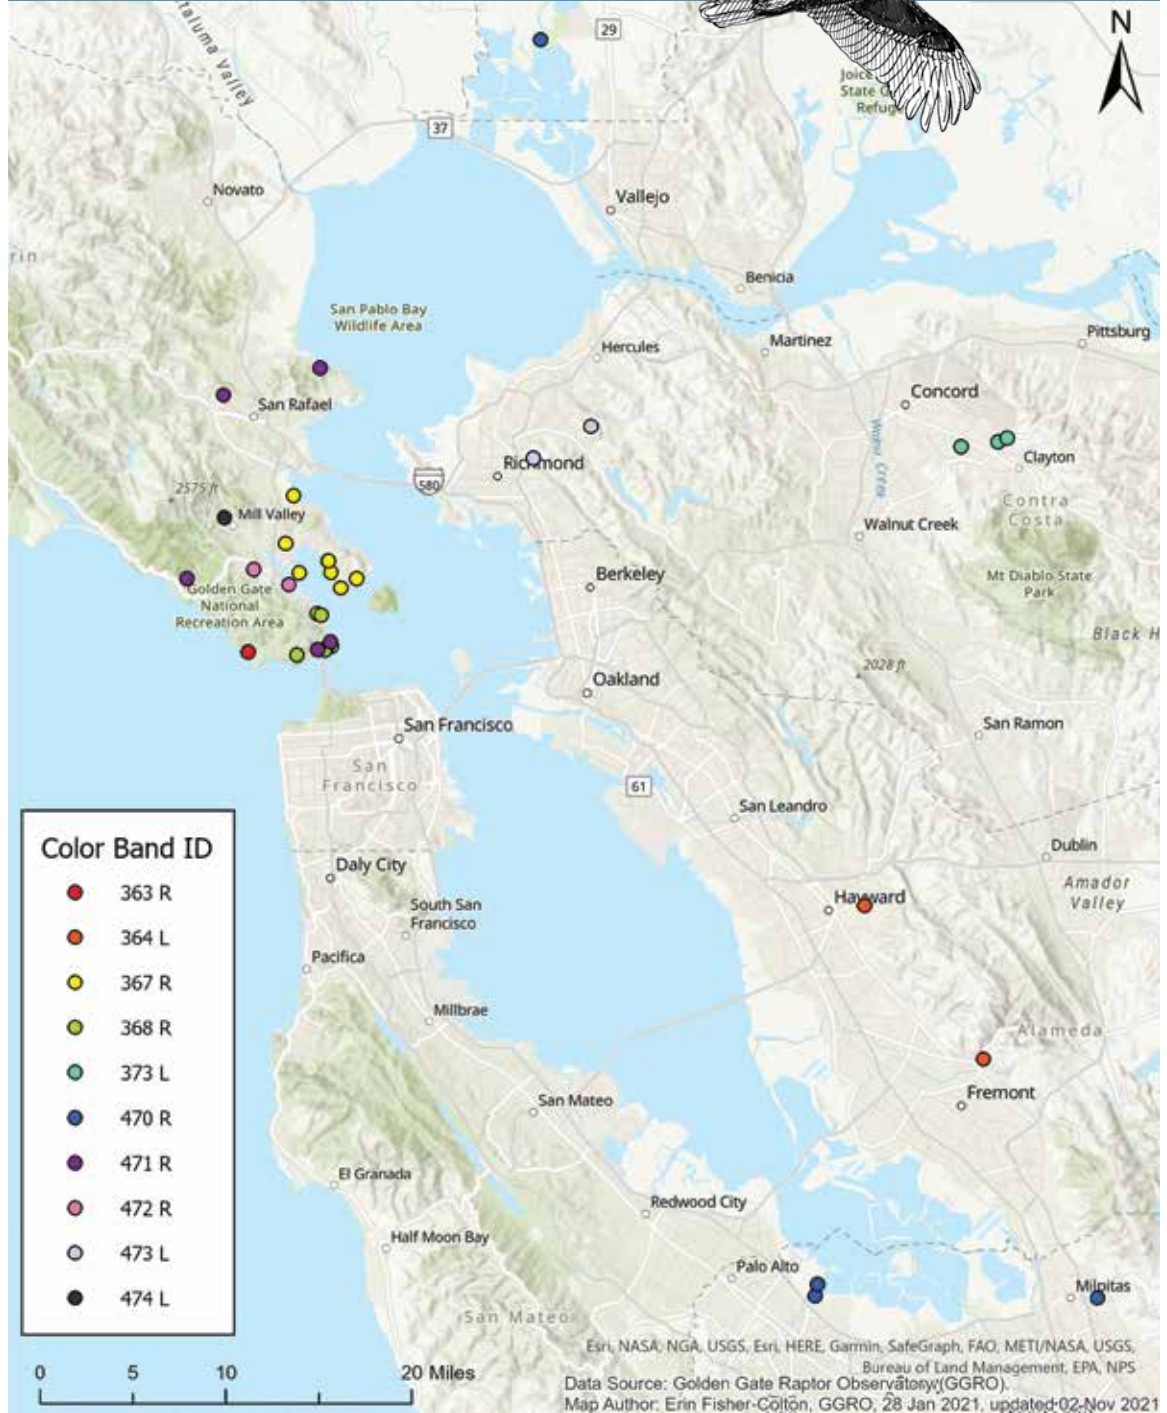 N
29
37
taluma Valley
State
Refug
Novato
Vallejo
rin
Benicia
San Pablo Bay
Wildlife Area
Hercules
Martinez
Pittsburg
Concord
San Rafael
Richmond
580
Clayton
Walnut Creek
2575 ft
Mill Valley
Contra
Costa
Walnut Creek
Berkeley
Mt Diablo State
Park
Golden Gate
National
Recreation Area
Black H
2028 ft
Oakland
San Ramon
San Francisco
San
Francisco
61
San Leandro
Dublin
Amador
Valley
Daly City
Hayward
South San
Francisco
Pacifica
Millbrae
Alameda
San Mateo
Fremont
El Granada
Redwood City
Half Moon Bay
Palo Alto
Milpitas
San Mateo
Color Band ID
363 R
364 L
367 R
368 R
373 L
470 R
471 R
472 R
473 L
474 L
0 5 10 20 Miles
Esri, NASA, NGA, USGS, Esri, HERE, Garmin, SafeGraph, FAO, METI/NASA, USGS,
Bureau of Land Management, EPA, NPS
Data Source: Golden Gate Raptor Observatory (GGRO).
Map Author: Erin Fisher-Colton, GGRO, 28 Jan 2021, updated 02 Nov 2021